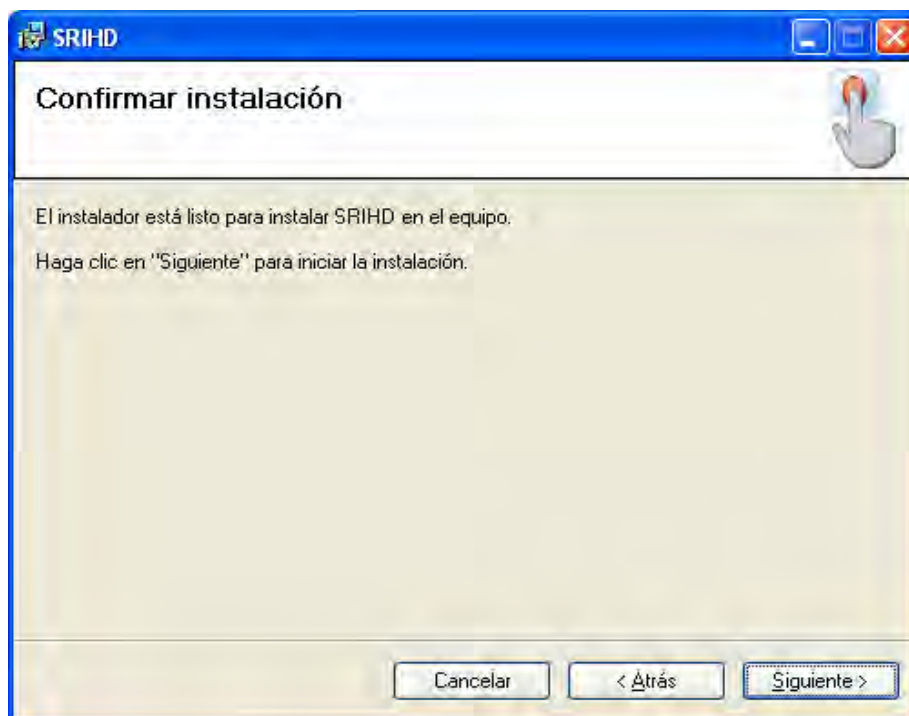 SRIHD
Confirmar instalación
El instalador está listo para instalar SRIHD en el equipo.
Haga clic en "Siguiente" para iniciar la instalación.
Cancelar
< Atrás
Siguiente >